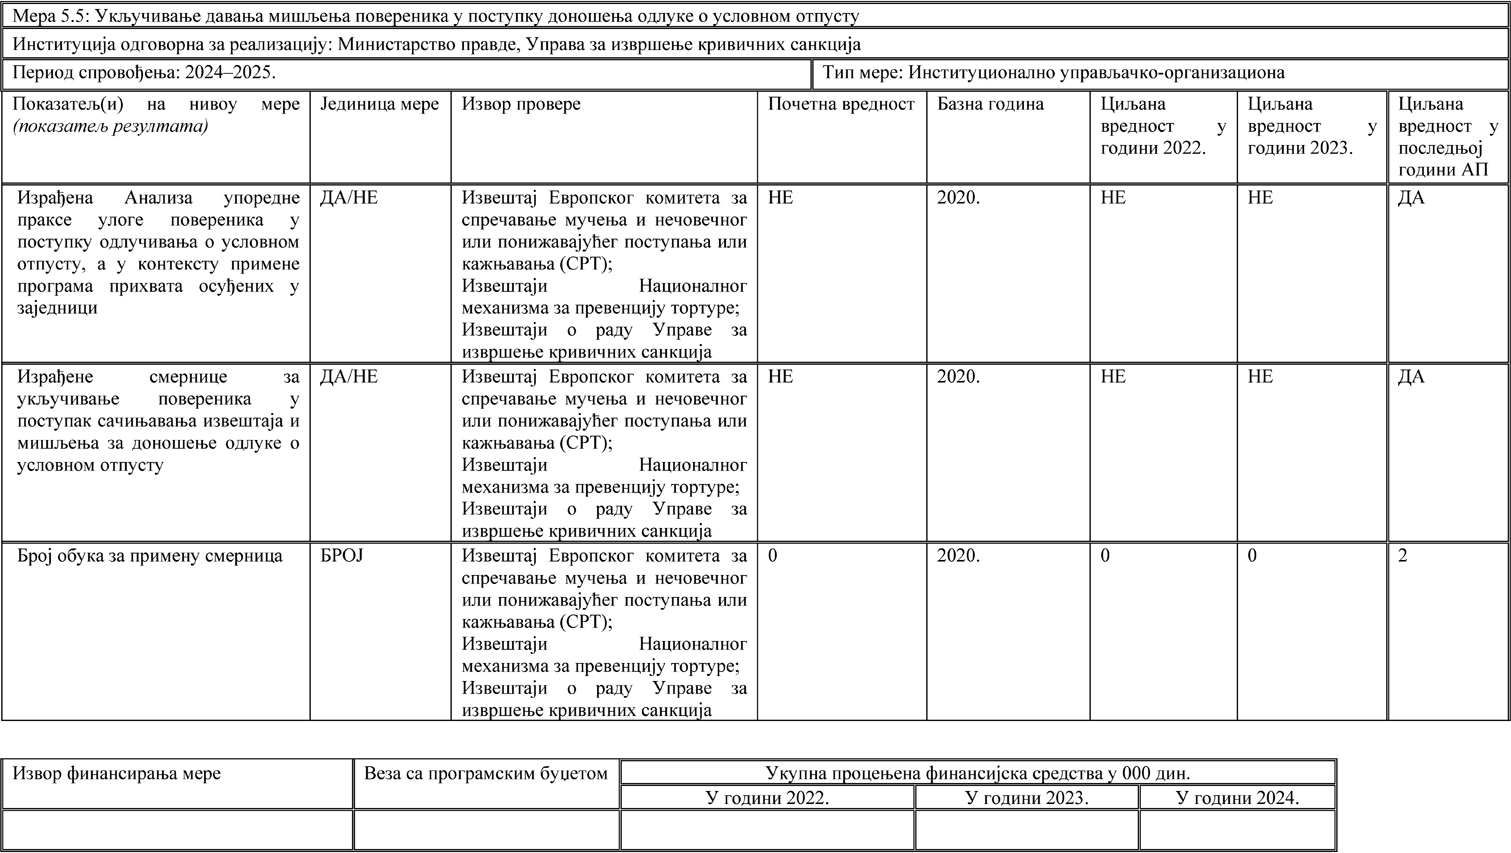 Мера 5.5: Укључивање давања мишљења повереника у поступку доношења одлуке о условном отпусту
Институција одговорна за реализацију: Министарство правде, Управа за извршење кривичних санкција
Период спровођења: 2024–2025.
Тип мере: Институционално управљачко-организациона
Показатељ(и) на нивоу мере
(показатељ резултата)
Јединица мере
Извор провере
Почетна вредност
Базна година
Циљана
вредност у
години 2022.
Циљана
вредност у
години 2023.
Циљана
вредност у
последњој
години АП
Израђена Анализа упоредне
праксе улоге повереника у
поступку одлучивања о условном
отпусту, а у контексту примене
програма прихвата осуђених у
заједници
ДА/НЕ
Извештај Европског комитета за
спречавање мучења и нечовечног
или понижавајућег поступања или
кажњавања (CPT);
Извештаји Националног
механизма за превенцију тортуре;
Извештаји о раду Управе за
извршење кривичних санкција
НЕ
2020.
НЕ
НЕ
ДА
Израђене смернице за
укључивање повереника у
поступак сачињавања извештаја и
мишљења за доношење одлуке о
условном отпусту
ДА/НЕ
Извештај Европског комитета за
спречавање мучења и нечовечног
или понижавајућег поступања или
кажњавања (CPT);
Извештаји Националног
механизма за превенцију тортуре;
Извештаји о раду Управе за
извршење кривичних санкција
НЕ
2020.
НЕ
НЕ
ДА
Број обука за примену смерница
БРОЈ
Извештај Европског комитета за
спречавање мучења и нечовечног
или понижавајућег поступања или
кажњавања (CPT);
Извештаји Националног
механизма за превенцију тортуре;
Извештаји о раду Управе за
извршење кривичних санкција
0
2020.
0
0
2
Извор финансирања мере
Веза са програмским буџетом
Укупна процењена финансијска средства у 000 дин.
У години 2022.
У години 2023.
У години 2024.